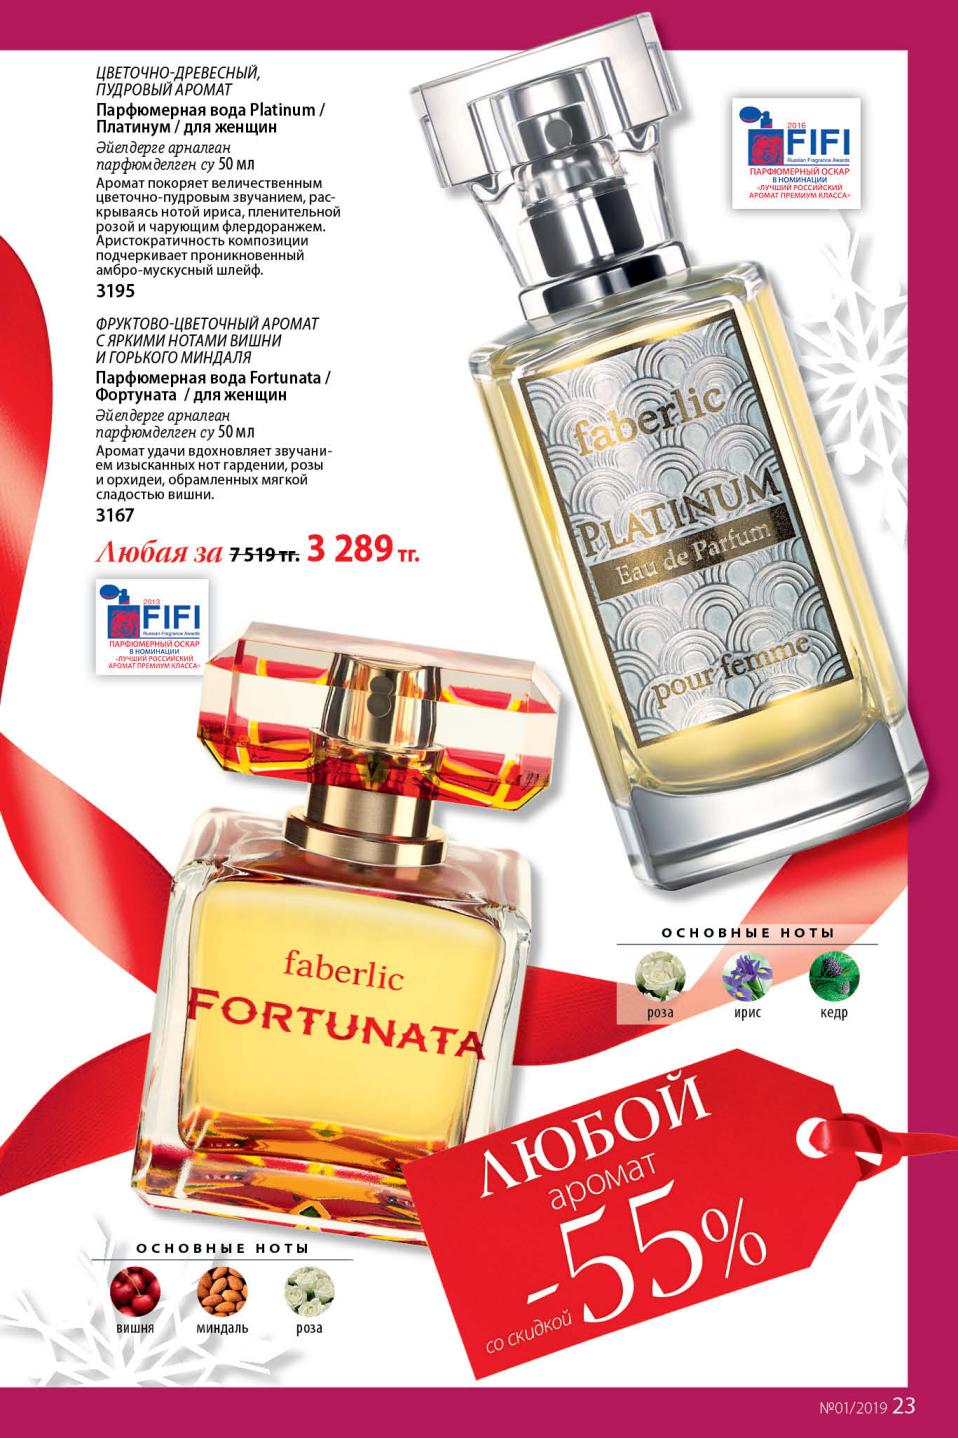 ЦВЕТОЧНО-ДРЕВЕСНЫЙ,
ПУДРОВЫЙ АРОМАТ
Парфюмерная вода Platinum /
Платинум / для женщин
Әйелдерге арналған
парфюмделген су 50 мл
Аромат покоряет величественным
цветочно-пудровым звучанием, рас-
крываясь нотой ириса, пленительной
розой и чарующим флердоранжем.
Аристократичность композиции
подчеркивает проникновенный
амбро-мускусный шлейф.
3195
ФРУКТОВО-ЦВЕТОЧНЫЙ АРОМАТ
С ЯРКИМИ НОТАМИ ВИШНИ
И ГОРЬКОГО МИНДАЛЯ
Парфюмерная вода Fortunata /
Фортуната / для женщин
Әйелдерге арналған
парфюмделген су 50 мл
Аромат удачи вдохновляет звучани-
ем изысканных нот гардении, розы
и орхидеи, обрамленных мягкой
сладостью вишни.
3167
Любая за 7 519 тг. 3 289 тг.
2016
FIFI
Russian Fragrance Awards
ПАРФЮМЕРНЫЙ ОСКАР
В НОМИНАЦИИ
«ЛУЧШИЙ РОССИЙСКИЙ
АРОМАТ ПРЕМИУМ КЛАССА»
2013
FIFI
Russian Fragrance Awards
ПАРФЮМЕРНЫЙ ОСКАР
В НОМИНАЦИИ
«ЛУЧШИЙ РОССИЙСКИЙ
АРОМАТ ПРЕМИУМ КЛАССА»
faberlic
PLATINUM
Eau de Parfum
pour femme
faberlic
FORTUNATA
ОСНОВНЫЕ НОТЫ
роза ирис кедр
ЛЮБОЙ
аромат
со скидкой -55%
ОСНОВНЫЕ НОТЫ
вишня миндаль роза
№01/2019 23